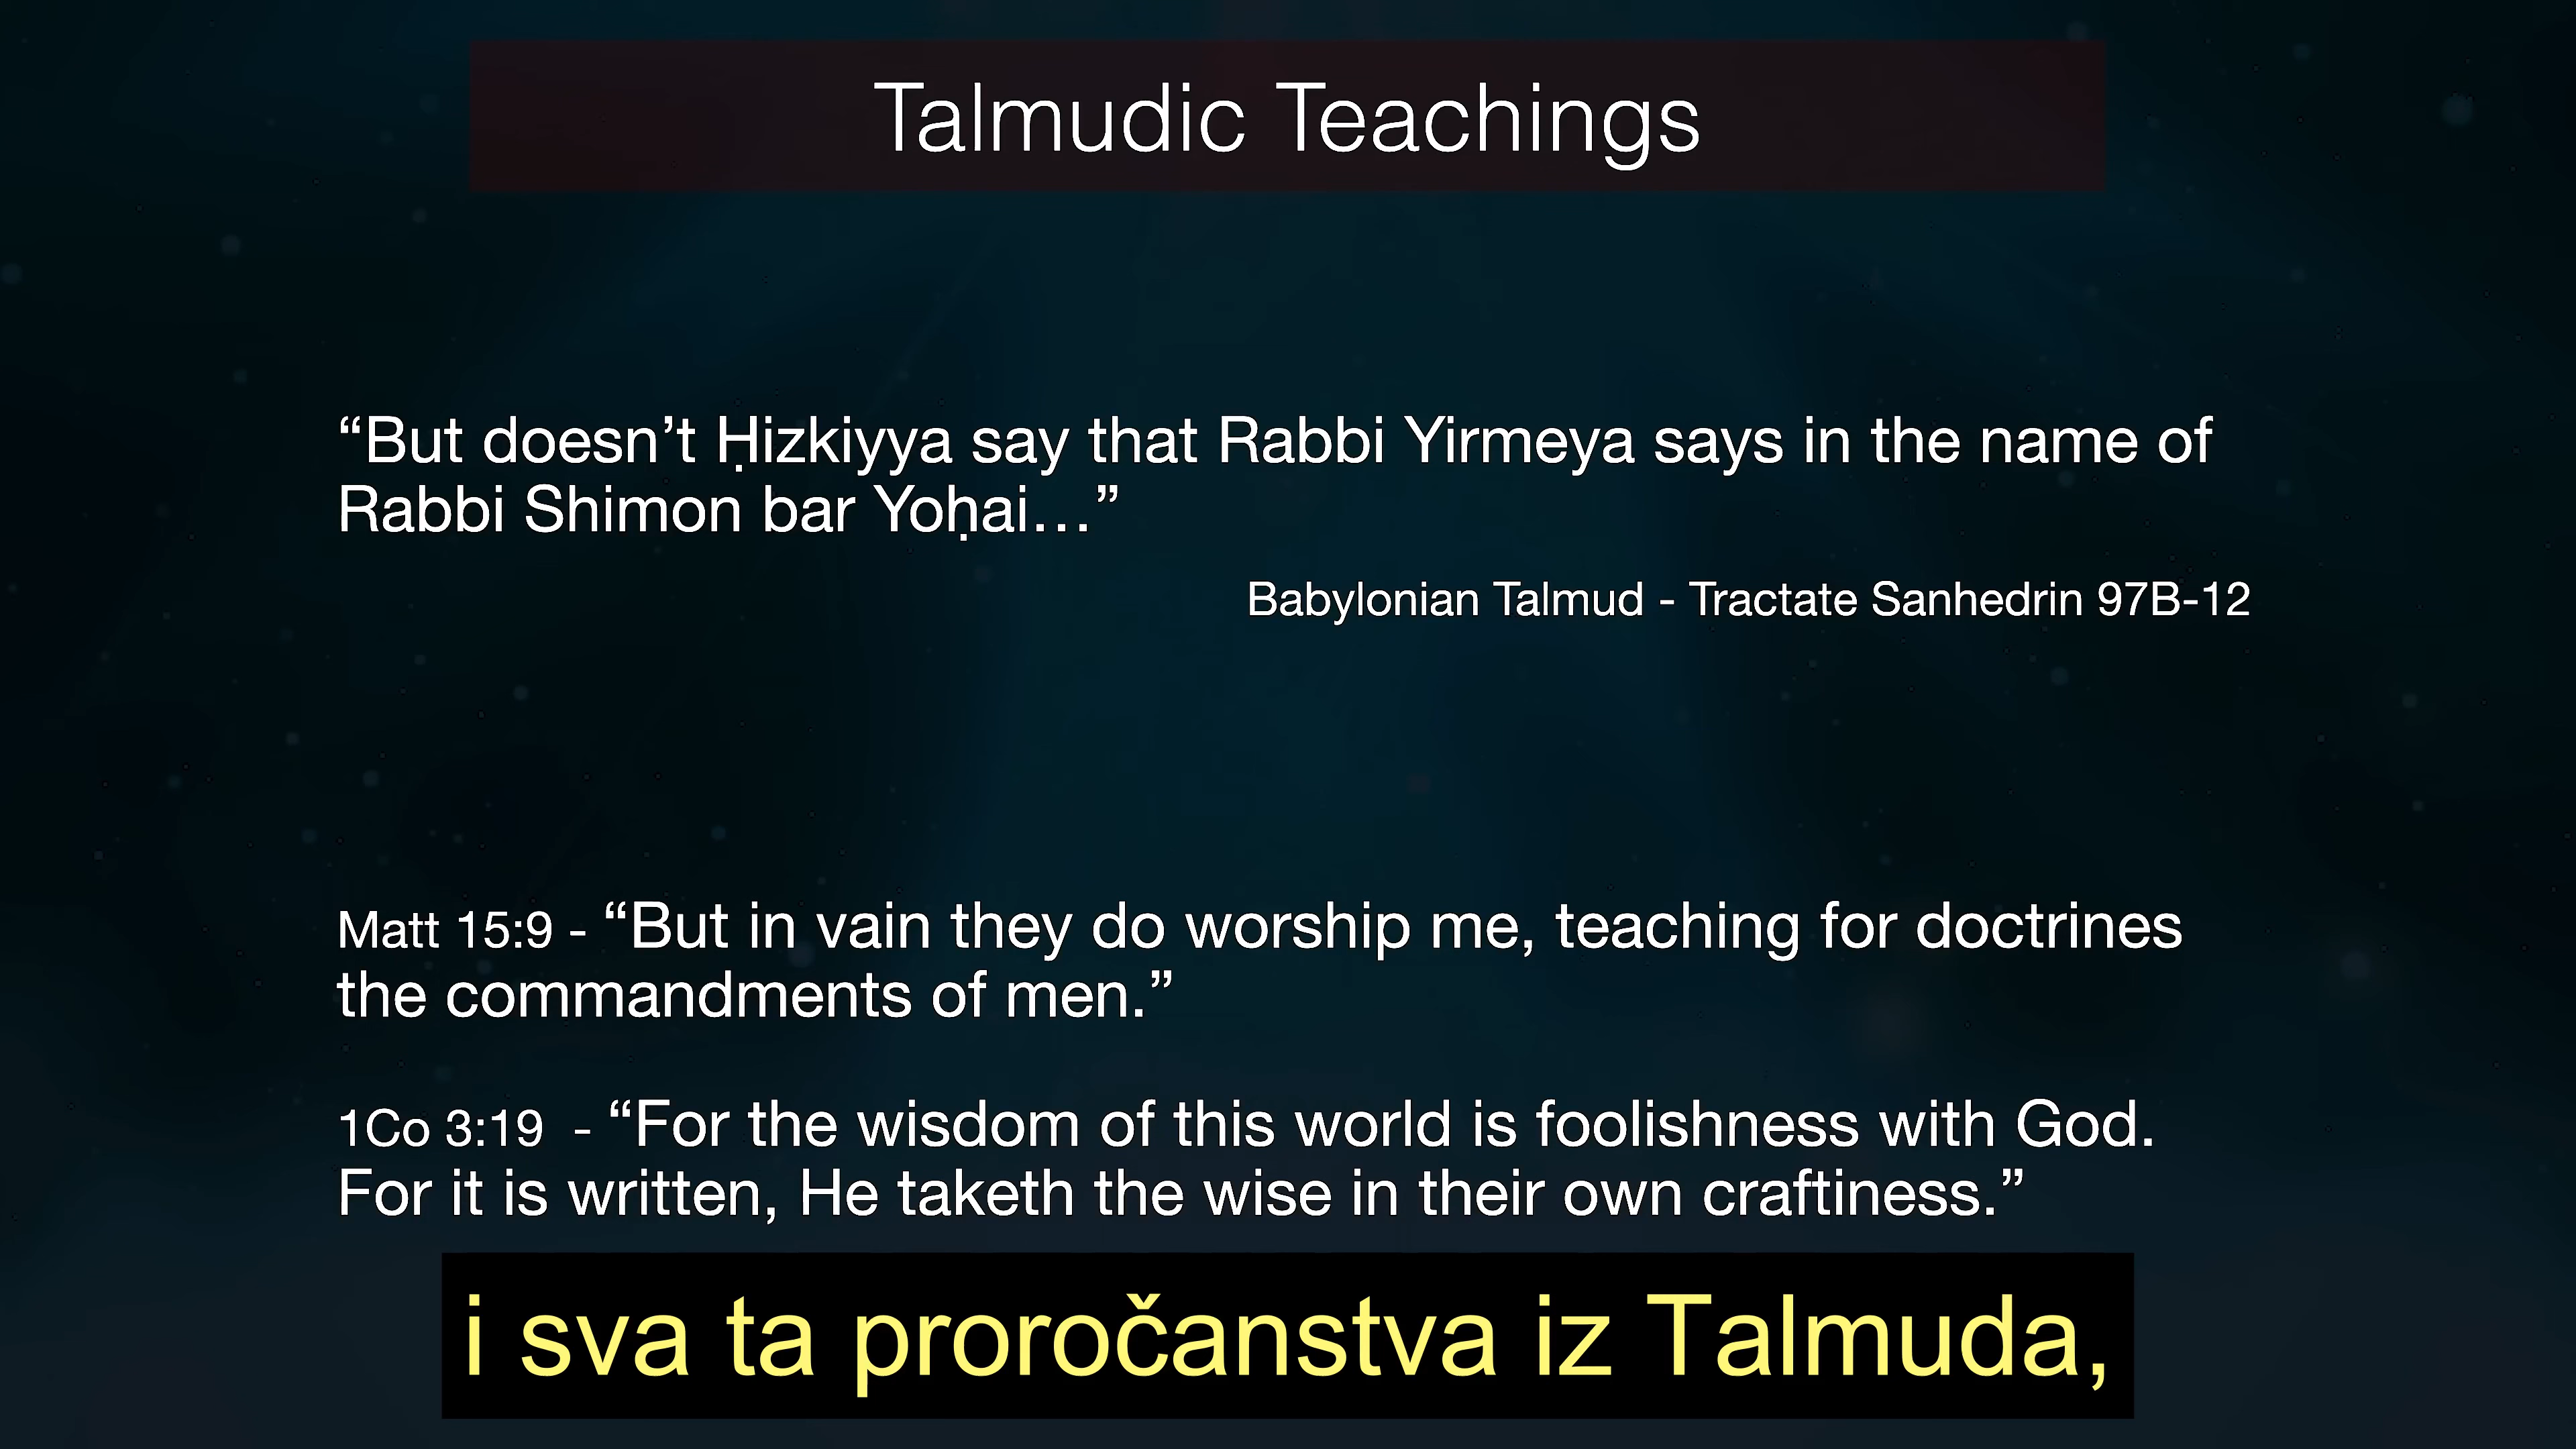 Talmudic Teachings
“But doesn’t Ḥizkiyya say that Rabbi Yirmeya says in the name of
Rabbi Shimon bar Yoḥai…”
Babylonian Talmud - Tractate Sanhedrin 97B-12
Matt 15:9 - “But in vain they do worship me, teaching for doctrines
the commandments of men.”
1Co 3:19 - “For the wisdom of this world is foolishness with God.
For it is written, He taketh the wise in their own craftiness.”
i sva ta proročanstva iz Talmuda,